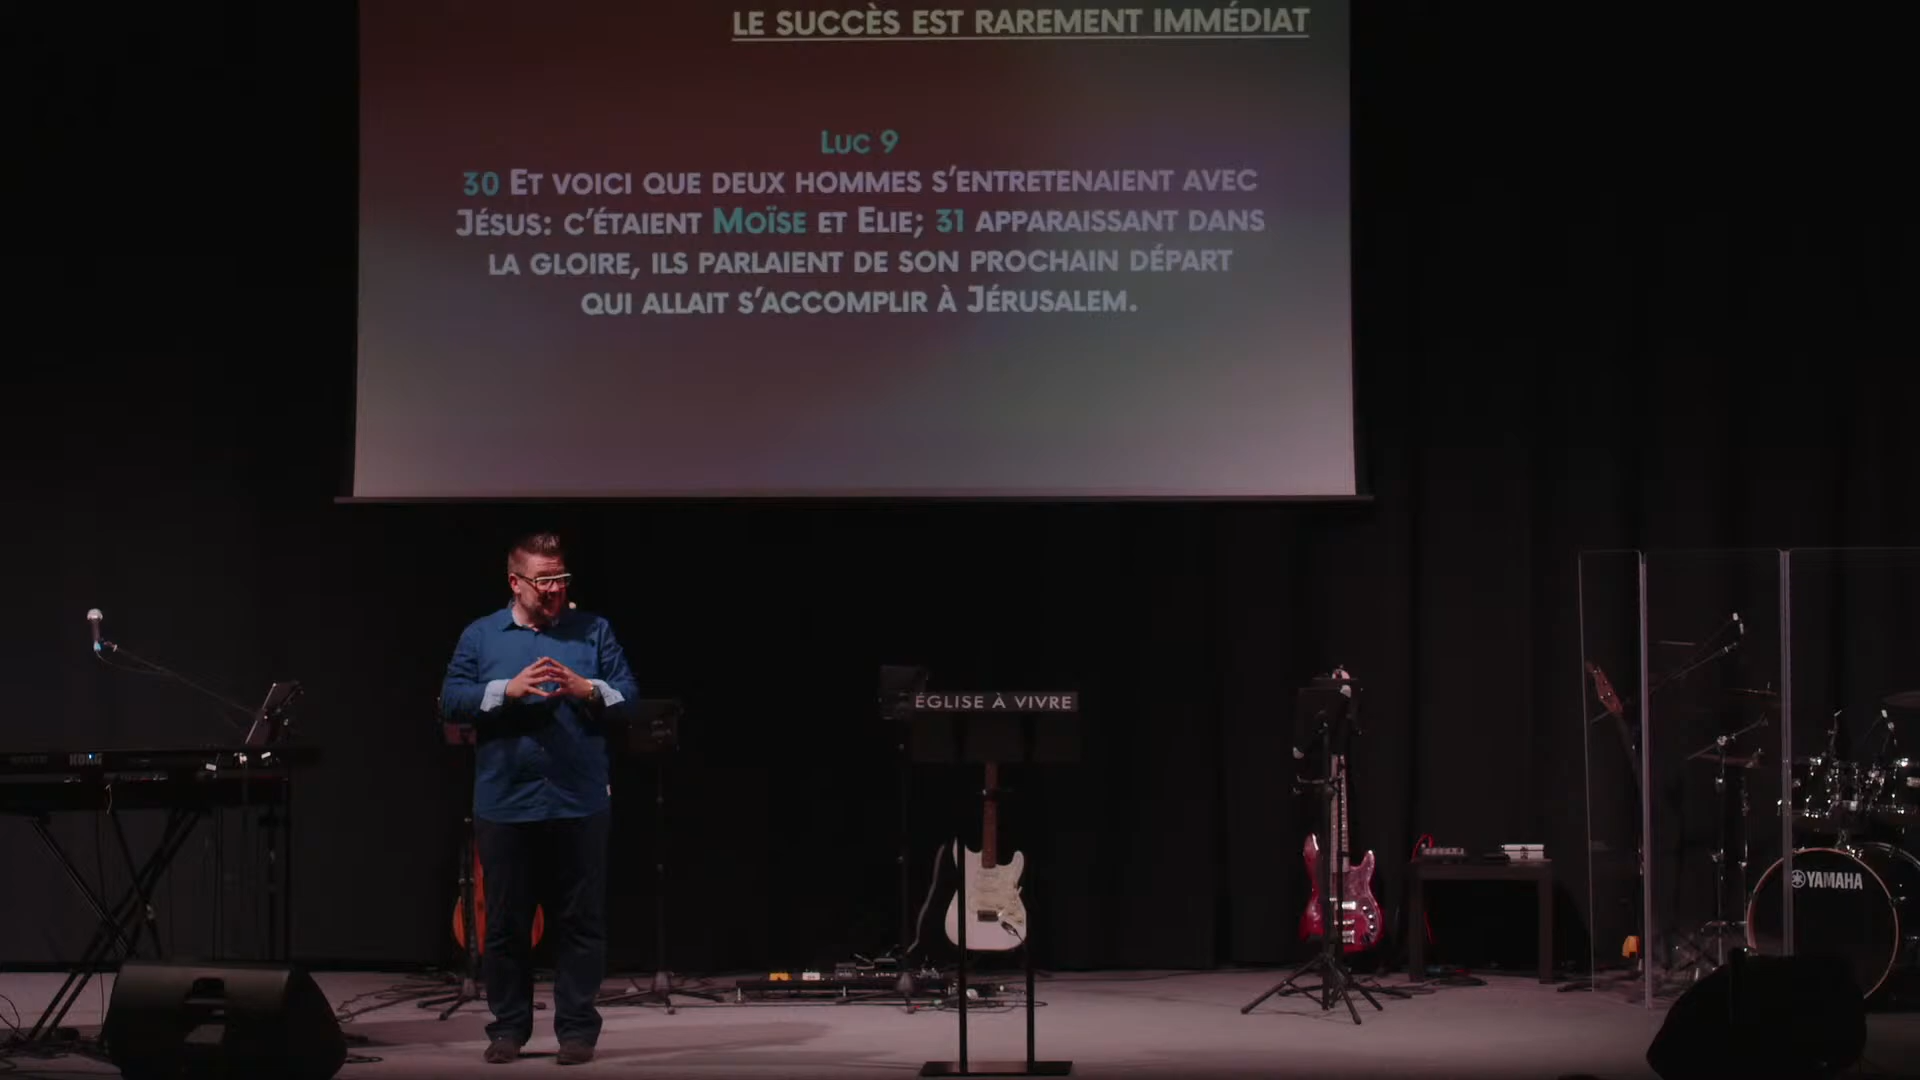 LE SUCCÈS EST RAREMENT IMMÉDIAT
LUC 9
30 ET VOICI QUE DEUX HOMMES S’ENTRETENAIENT AVEC
JÉSUS: C’ÉTAIENT MOÏSE ET ELIE; 31 APPARAISSANT DANS
LA GLOIRE, ILS PARLAIENT DE SON PROCHAIN DÉPART
QUI ALLAIT S’ACCOMPLIR À JÉRUSALEM.
ÉGLISE À VIVRE
KORG
YAMAHA